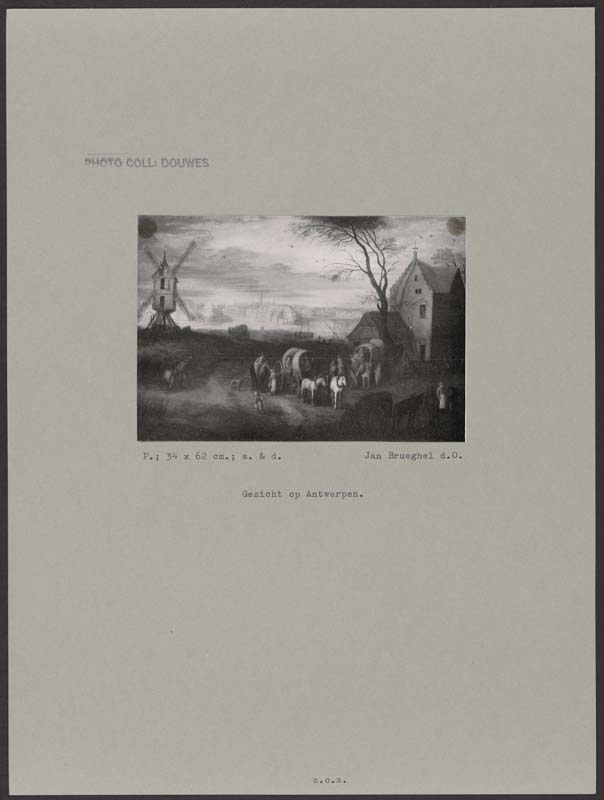 PHOTO COLL: DOUWES
P.; 34 x 62 cm.; s. & d. Jan Brueghel d.O.
Gezicht op Antwerpen.
z.o.z.